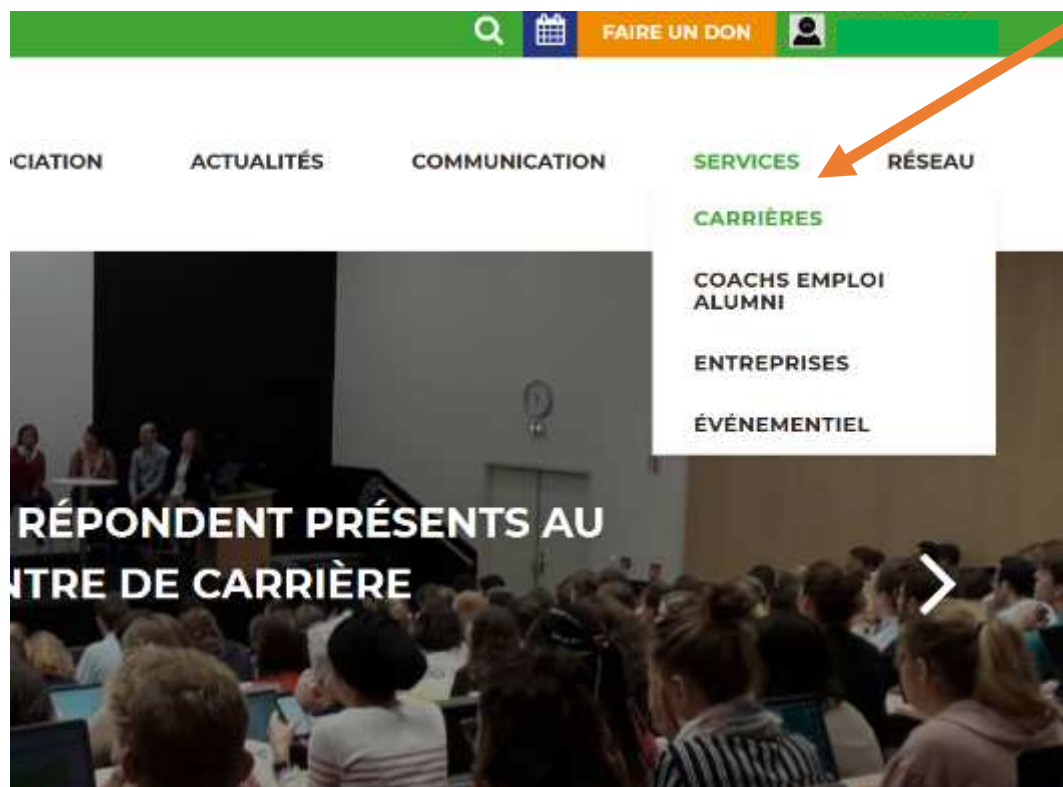 FAIRE UN DON
CIATION ACTUALITÉS COMMUNICATION SERVICES RÉSEAU
CARRIÈRES
COACHS EMPLOI
ALUMNI
ENTREPRISES
ÉVÉNEMENTIEL
RÉPONDENT PRÉSENTS AU
NTRE DE CARRIÈRE